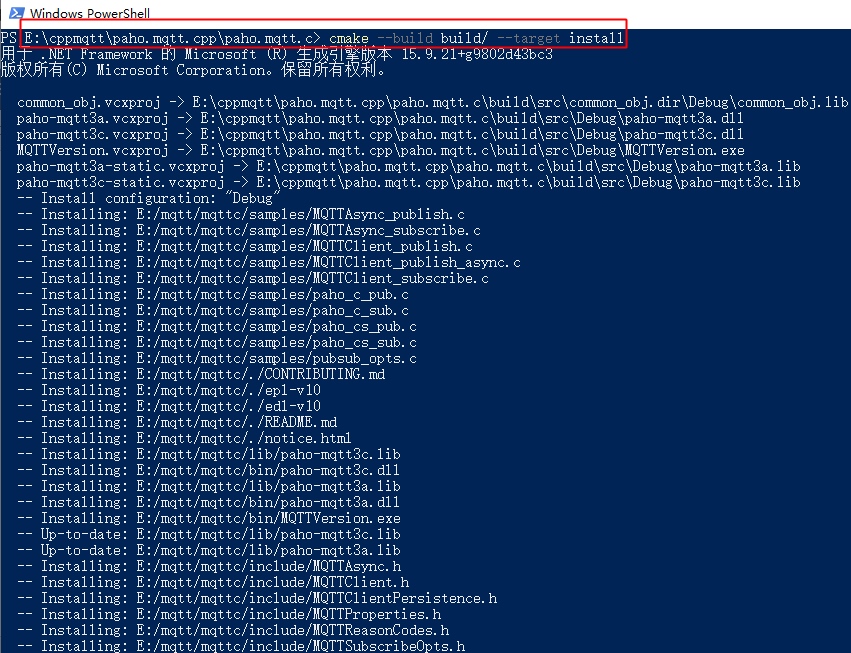 Windows PowerShell
PS E:\cppmqtt\paho.mqtt.cpp\paho.mqtt.c> cmake --build build/ --target install
用于 .NET Framework 的 Microsoft (R) 生成引擎版本 15.9.21+g9802d43bc3
版权所有(C) Microsoft Corporation。保留所有权利。
common_obj.vcxproj -> E:\cppmqtt\paho.mqtt.cpp\paho.mqtt.c\build\src\common_obj.dir\Debug\common_obj.lib
paho-mqtt3a.vcxproj -> E:\cppmqtt\paho.mqtt.cpp\paho.mqtt.c\build\src\Debug\paho-mqtt3a.dll
paho-mqtt3c.vcxproj -> E:\cppmqtt\paho.mqtt.cpp\paho.mqtt.c\build\src\Debug\paho-mqtt3c.dll
MQTTVersion.vcxproj -> E:\cppmqtt\paho.mqtt.cpp\paho.mqtt.c\build\src\Debug\MQTTVersion.exe
paho-mqtt3a-static.vcxproj -> E:\cppmqtt\paho.mqtt.cpp\paho.mqtt.c\build\src\Debug\paho-mqtt3a.lib
paho-mqtt3c-static.vcxproj -> E:\cppmqtt\paho.mqtt.cpp\paho.mqtt.c\build\src\Debug\paho-mqtt3c.lib
-- Install configuration: "Debug"
-- Installing: E:/mqtt/mqttc/samples/MQTTAsync_publish.c
-- Installing: E:/mqtt/mqttc/samples/MQTTAsync_subscribe.c
-- Installing: E:/mqtt/mqttc/samples/MQTTClient_publish.c
-- Installing: E:/mqtt/mqttc/samples/MQTTClient_publish_async.c
-- Installing: E:/mqtt/mqttc/samples/MQTTClient_subscribe.c
-- Installing: E:/mqtt/mqttc/samples/paho_c_pub.c
-- Installing: E:/mqtt/mqttc/samples/paho_c_sub.c
-- Installing: E:/mqtt/mqttc/samples/paho_cs_pub.c
-- Installing: E:/mqtt/mqttc/samples/paho_cs_sub.c
-- Installing: E:/mqtt/mqttc/samples/pubsub_opts.c
-- Installing: E:/mqtt/mqttc/./CONTRIBUTING.md
-- Installing: E:/mqtt/mqttc/./epl-v10
-- Installing: E:/mqtt/mqttc/./edl-v10
-- Installing: E:/mqtt/mqttc/./README.md
-- Installing: E:/mqtt/mqttc/./notice.html
-- Installing: E:/mqtt/mqttc/lib/paho-mqtt3c.lib
-- Installing: E:/mqtt/mqttc/bin/paho-mqtt3c.dll
-- Installing: E:/mqtt/mqttc/lib/paho-mqtt3a.lib
-- Installing: E:/mqtt/mqttc/bin/paho-mqtt3a.dll
-- Installing: E:/mqtt/mqttc/bin/MQTTVersion.exe
-- Up-to-date: E:/mqtt/mqttc/lib/paho-mqtt3c.lib
-- Up-to-date: E:/mqtt/mqttc/lib/paho-mqtt3a.lib
-- Installing: E:/mqtt/mqttc/include/MQTTAsync.h
-- Installing: E:/mqtt/mqttc/include/MQTTClient.h
-- Installing: E:/mqtt/mqttc/include/MQTTClientPersistence.h
-- Installing: E:/mqtt/mqttc/include/MQTTProperties.h
-- Installing: E:/mqtt/mqttc/include/MQTTReasonCodes.h
-- Installing: E:/mqtt/mqttc/include/MQTTSubscribeOpts.h